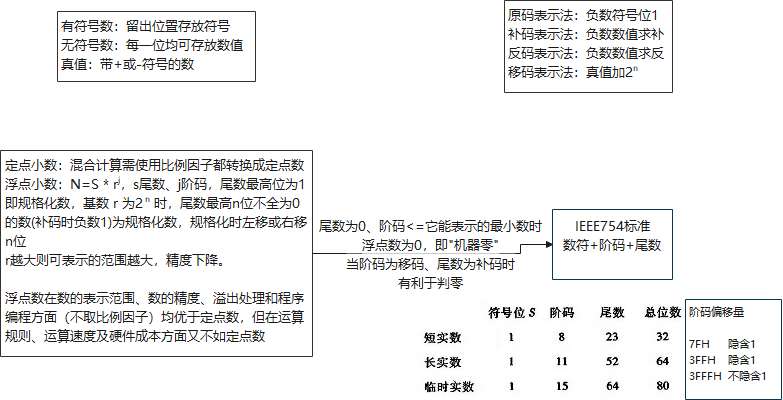 有符号数：留出位置存放符号
无符号数：每一位均可存放数值
真值：带+或-符号的数
原码表示法：负数符号位1
补码表示法：负数数值求补
反码表示法：负数数值求反
移码表示法：真值加2ⁿ
定点小数：混合计算需使用比例因子都转换成定点数
浮点小数：N=S * rʲ，s尾数、j阶码，尾数最高位为1
即规格化数，基数 r 为2ⁿ 时，尾数最高n位不全为0
的数(补码时负数1)为规格化数，规格化时左移或右移
n位
r越大则可表示的范围越大，精度下降。
浮点数在数的表示范围、数的精度、溢出处理和程序
编程方面（不取比例因子）均优于定点数，但在运算
规则、运算速度及硬件成本方面又不如定点数
尾数为0、阶码<=它能表示的最小数时
浮点数为0，即"机器零"
当阶码为移码、尾数为补码时
有利于判零
IEEE754标准
数符+阶码+尾数
符号位 S 阶码 尾数 总位数
短实数 1 8 23 32
长实数 1 11 52 64
临时实数 1 15 64 80
阶码偏移量
7FH 隐含1
3FFH 隐含1
3FFFH 不隐含1